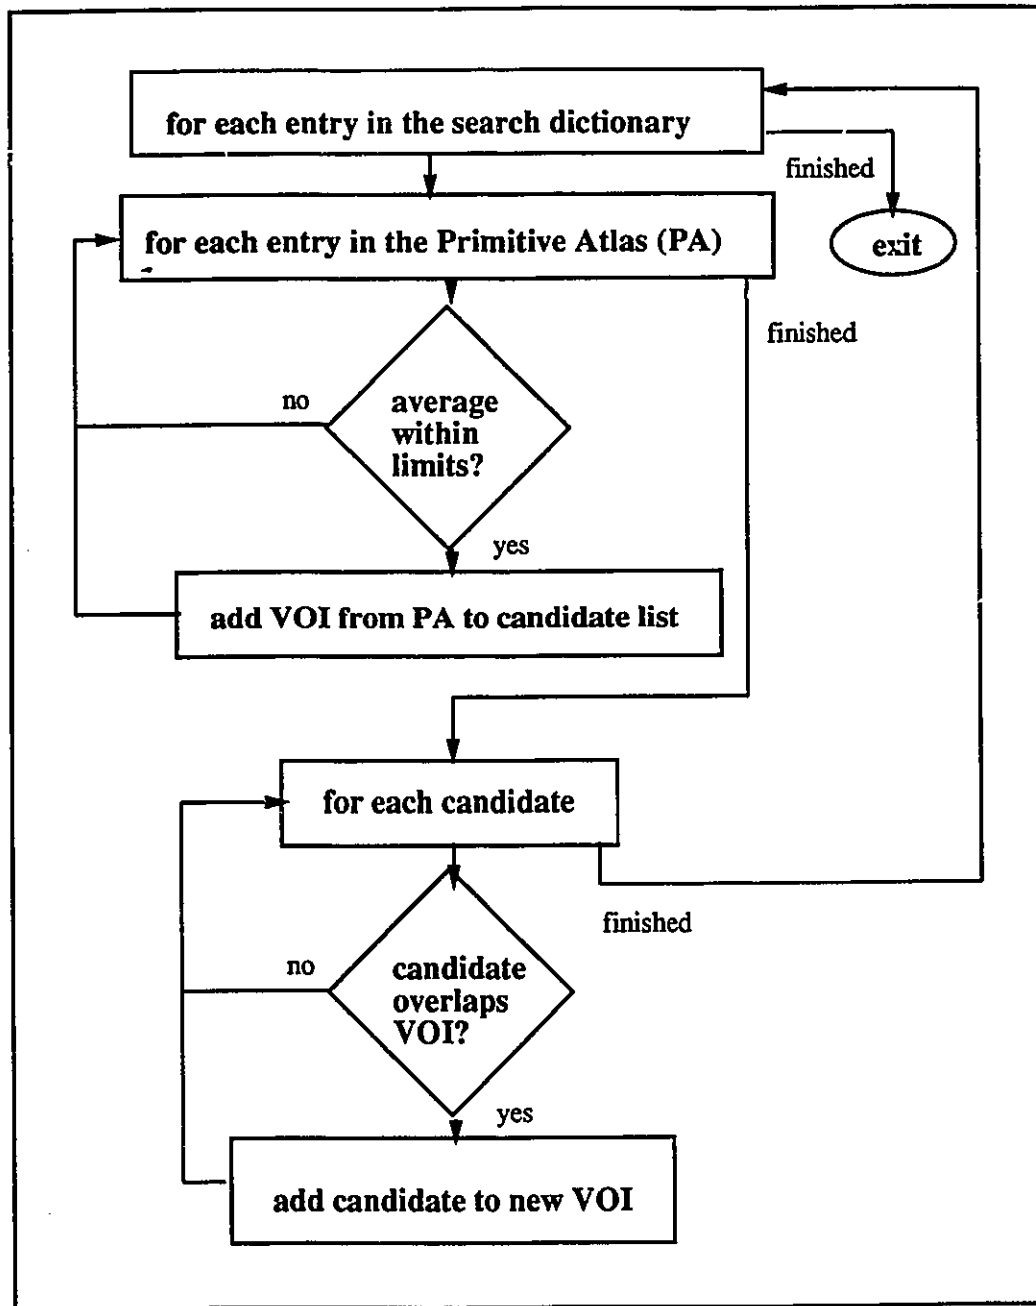 for each entry in the search dictionary
finished
for each entry in the Primitive Atlas (PA)
exit
finished
no
average
within
limits?
yes
add VOI from PA to candidate list
for each candidate
finished
no
candidate
overlaps
VOI?
yes
add candidate to new VOI